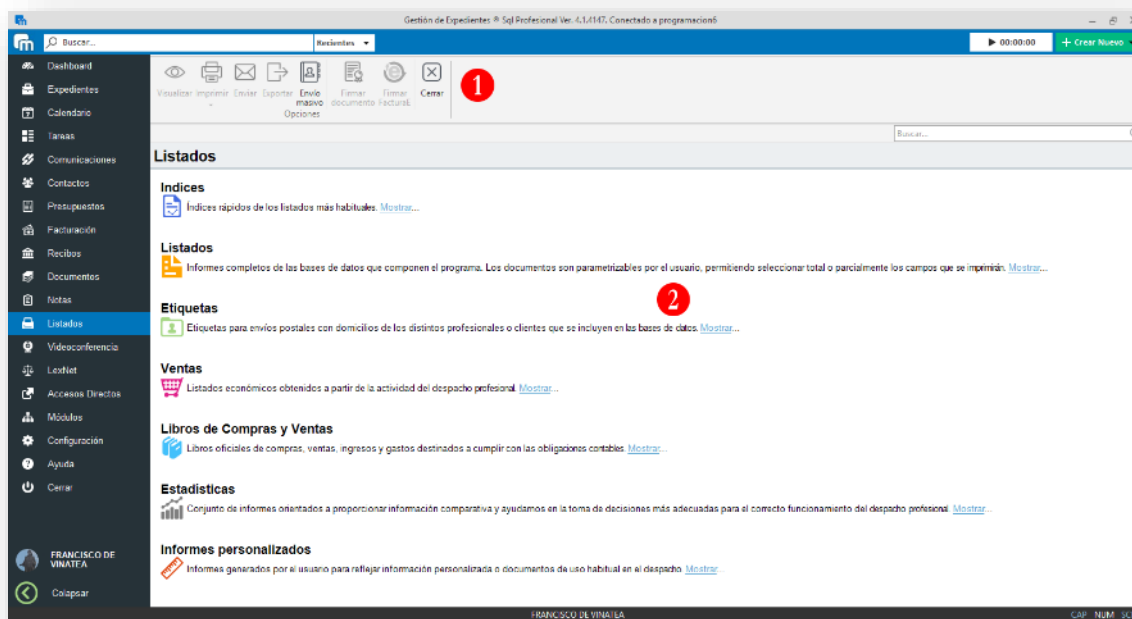 Gestión de Expedientes ® Sql Profesional Ver. 4.1.4147. Conectado a programacion6
Buscar...
Recientes
00:00:00
+ Crear Nuevo
Dashboard
Expedientes
Calendario
Tareas
Comunicaciones
Contactos
Presupuestos
Facturación
Recibos
Documentos
Notas
Listados
Videoconferencia
LexNet
Accesos Directos
Módulos
Configuración
Ayuda
Cerrar
FRANCISCO DE
VINATEA
Colapsar
Visualizar Imprimir Enviar Exportar Envío masivo Firmar documento Firmar FacturaE Cerrar
Opciones
1
Buscar...
Listados
Indices
Índices rápidos de los listados más habituales. Mostrar...
Listados
Informes completos de las bases de datos que componen el programa. Los documentos son parametrizables por el usuario, permitiendo seleccionar total o parcialmente los campos que se imprimirán. Mostrar...
2
Etiquetas
Etiquetas para envíos postales con domicilios de los distintos profesionales o clientes que se incluyen en las bases de datos. Mostrar...
Ventas
Listados económicos obtenidos a partir de la actividad del despacho profesional. Mostrar...
Libros de Compras y Ventas
Libros oficiales de compras, ventas, ingresos y gastos destinados a cumplir con las obligaciones contables. Mostrar...
Estadísticas
Conjunto de informes orientados a proporcionar información comparativa y ayudarnos en la toma de decisiones más adecuadas para el correcto funcionamiento del despacho profesional. Mostrar...
Informes personalizados
Informes generados por el usuario para reflejar información personalizada o documentos de uso habitual en el despacho. Mostrar...
FRANCISCO DE VINATEA
CAP NUM